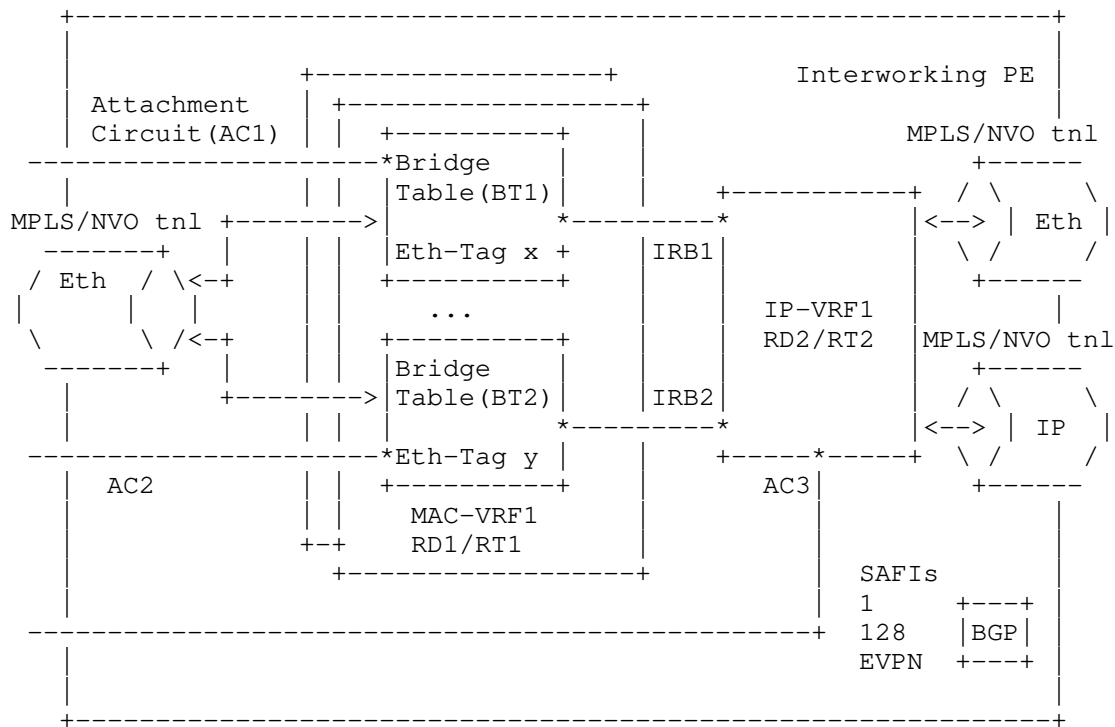 Interworking PE
Attachment
Circuit(AC1) MPLS/NVO tnl
Bridge
Table(BT1)
MPLS/NVO tnl Eth
Eth-Tag x IRB1
Eth
... IP-VRF1
RD2/RT2 MPLS/NVO tnl
Bridge
Table(BT2) IRB2
IP
Eth-Tag y
AC2 AC3
MAC-VRF1
RD1/RT1
SAFIs
1
128 BGP
EVPN